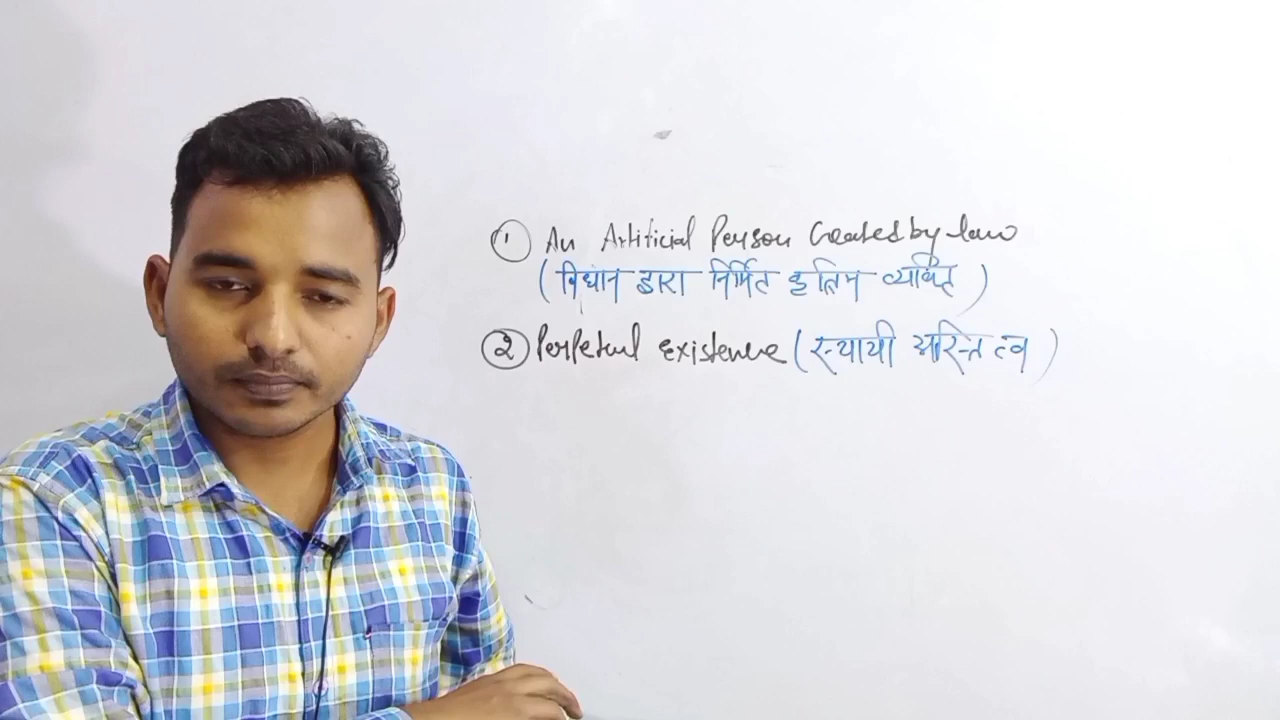 ① An Artificial Person Created by law
(विधान द्वारा निर्मित कृत्रिम व्यक्ति)
② Perpetual existence (स्थायी अस्तित्व)